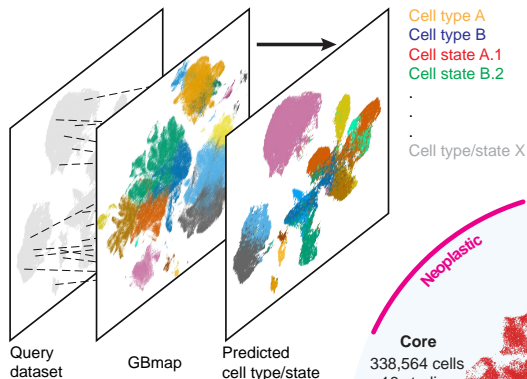 Cell type A
Cell type B
Cell state A.1
Cell state B.2
.
.
.
Cell type/state X
Neoplastic
Core
338,564 cells
Query
dataset
GBmap
Predicted
cell type/state